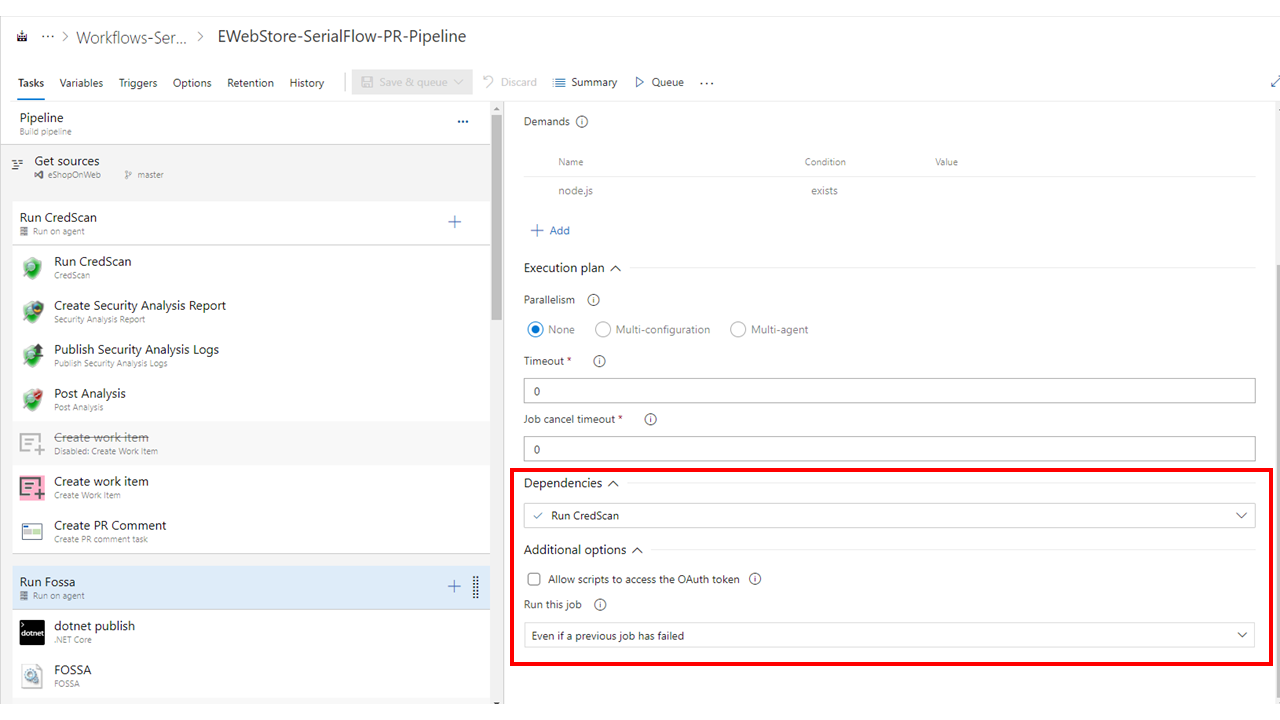 ··· > Workflows-Ser... > EWebStore-SerialFlow-PR-Pipeline
Tasks Variables Triggers Options Retention History Save & queue Discard Summary Queue ···
Pipeline
Build pipeline
Get sources
eShopOnWeb master
Run CredScan
Run on agent
Run CredScan
CredScan
Create Security Analysis Report
Security Analysis Report
Publish Security Analysis Logs
Publish Security Analysis Logs
Post Analysis
Post Analysis
Create work item
Disabled: Create Work Item
Create work item
Create Work Item
Create PR Comment
Create PR comment task
Run Fossa
Run on agent
dotnet
dotnet publish
.NET Core
FOSSA
FOSSA
Demands
Name Condition Value
node.js exists
Add
Execution plan
Parallelism
None Multi-configuration Multi-agent
Timeout *
0
Job cancel timeout *
0
Dependencies
Run CredScan
Additional options
Allow scripts to access the OAuth token
Run this job
Even if a previous job has failed